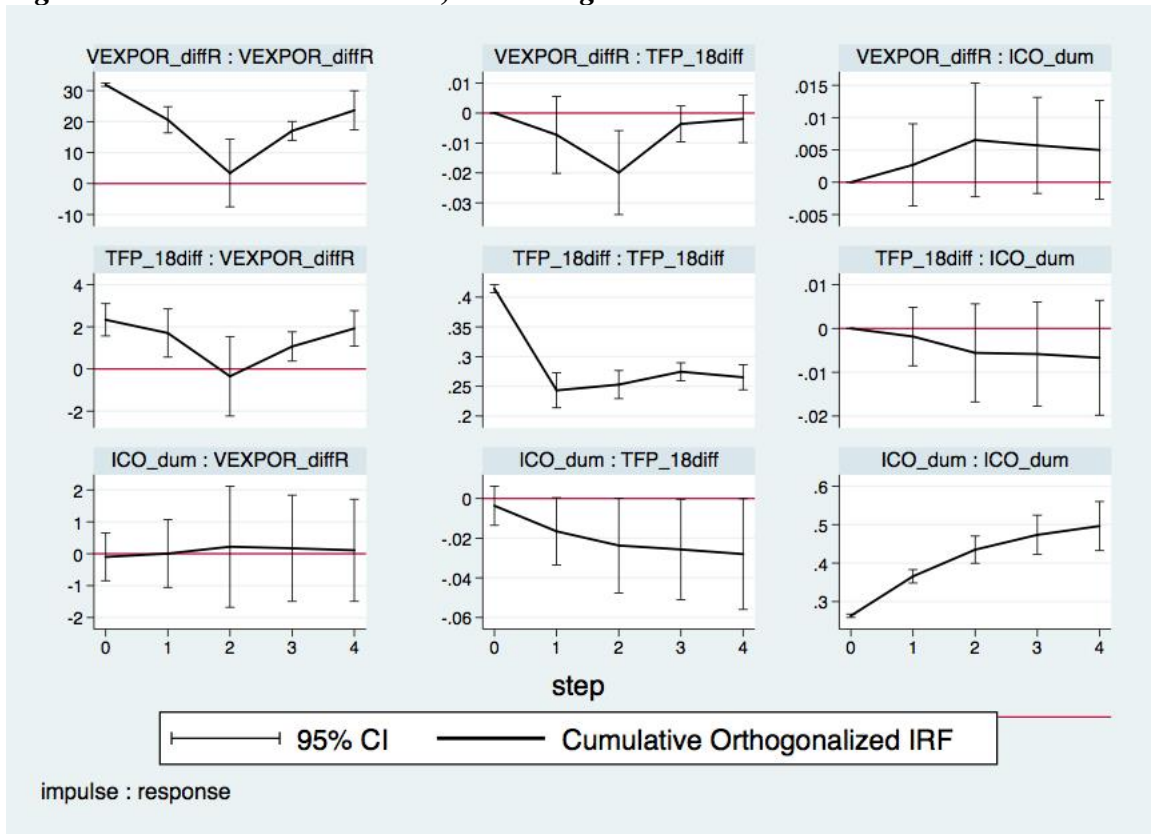 VEXPOR_diffR : VEXPOR_diffR
VEXPOR_diffR : TFP_18diff
VEXPOR_diffR : ICO_dum
30
20
10
0
-10
.01
0
-.01
-.02
-.03
.015
.01
.005
0
-.005
TFP_18diff : VEXPOR_diffR
TFP_18diff : TFP_18diff
TFP_18diff : ICO_dum
4
2
0
-2
.4
.35
.3
.25
.2
.01
0
-.01
-.02
ICO_dum : VEXPOR_diffR
ICO_dum : TFP_18diff
ICO_dum : ICO_dum
2
1
0
-1
-2
0
-.02
-.04
-.06
.6
.5
.4
.3
0 1 2 3 4
0 1 2 3 4
0 1 2 3 4
step
95% CI
Cumulative Orthogonalized IRF
impulse : response